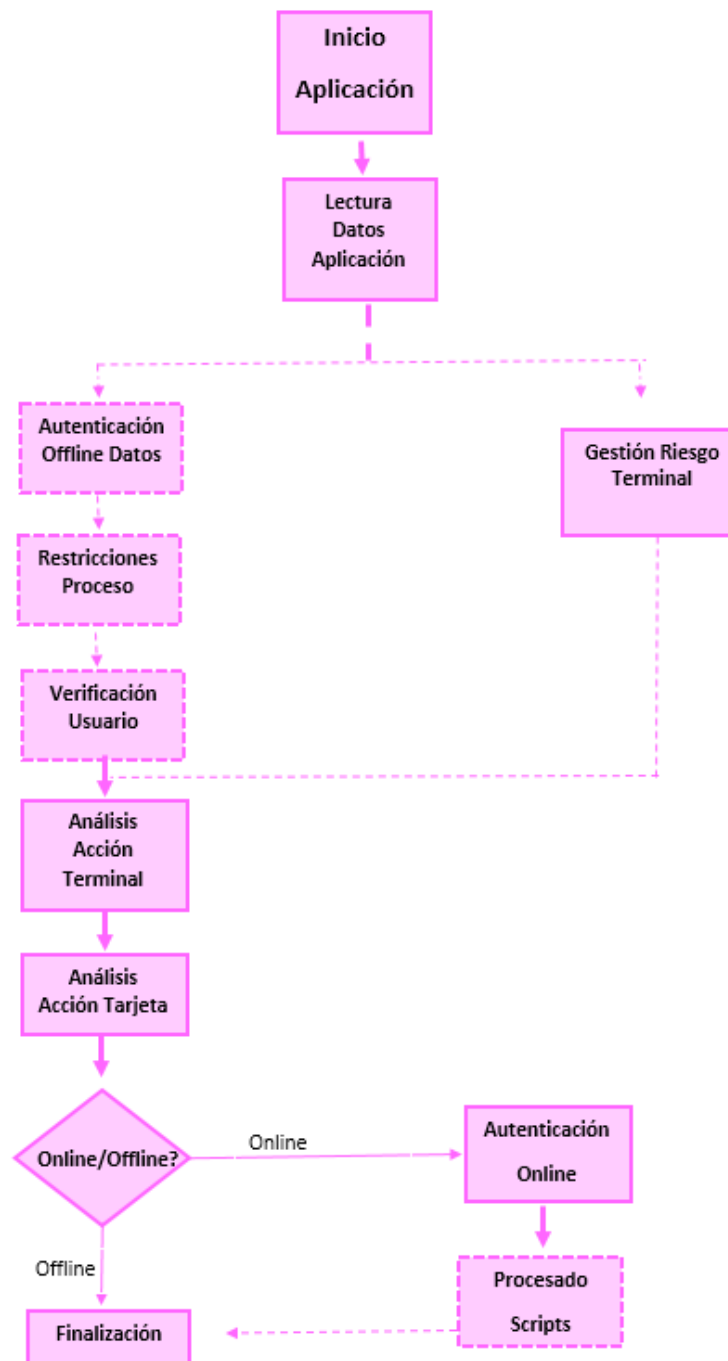 Inicio
Aplicación
Lectura
Datos
Aplicación
Autenticación
Offline Datos
Gestión Riesgo
Terminal
Restricciones
Proceso
Verificación
Usuario
Análisis
Acción
Terminal
Análisis
Acción Tarjeta
Online/Offline?
Online
Autenticación
Online
Offline
Procesado
Scripts
Finalización